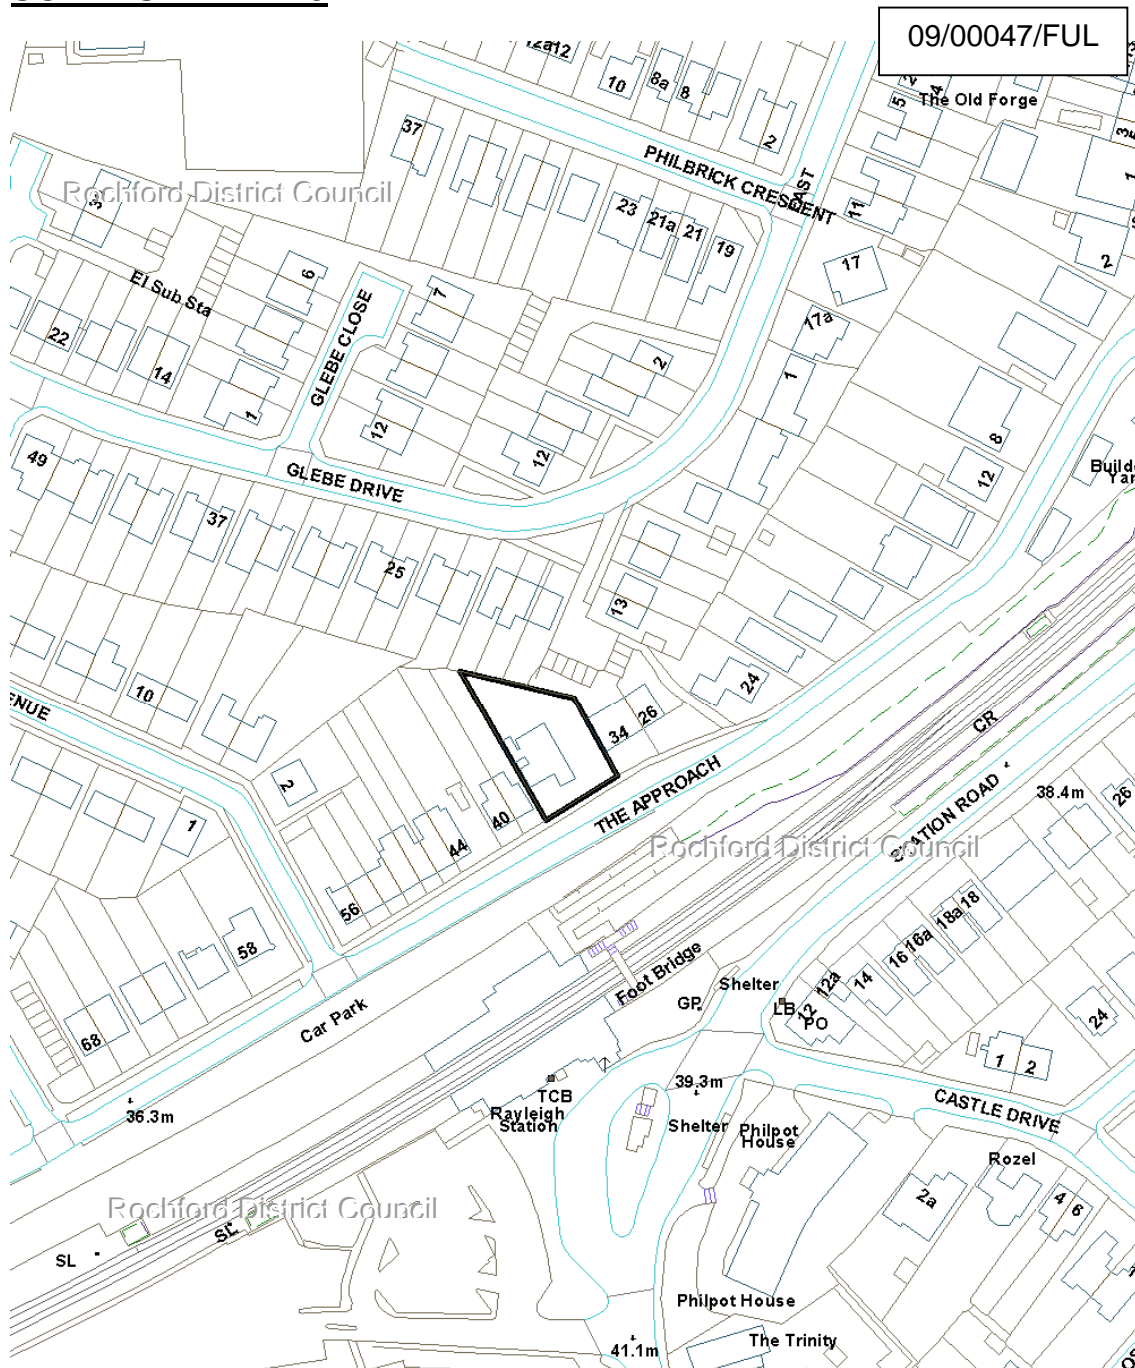 09/00047/FUL
12a
12
10
8a
8
2
5
4
The Old Forge
37
PHILBRICK CRESCENT
EAST
Rochford District Council
3
23
21a
21
19
11
17
2
1
El Sub Sta
6
7
GLEBE CLOSE
17a
22
14
1
12
2
1
12
8
12
49
GLEBE DRIVE
37
25
13
10
24
34
26
2
THE APPROACH
CR
STATION ROAD
38.4m
26
1
40
44
Rochford District Council
56
58
68
Car Park
Foot Bridge
18
18a
16a
16
14
12a
12
Shelter
GP
LB
PO
24
1
2
39.3m
TCB
Rayleigh
Station
36.3m
Shelter
Philpot
House
CASTLE DRIVE
Rozel
2a
4
6
Rochford District Council
SL
SL
Philpot House
The Trinity
41.1m